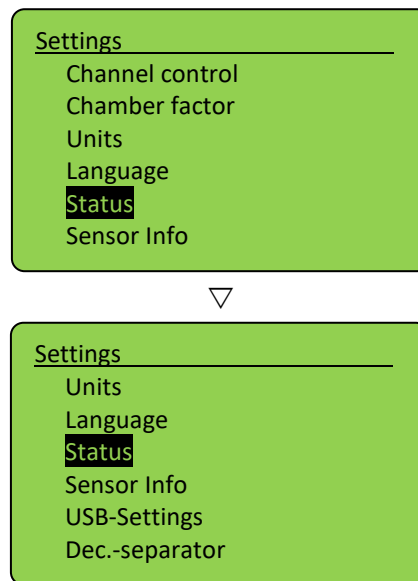 Settings
Channel control
Chamber factor
Units
Language
Status
Sensor Info
Settings
Units
Language
Status
Sensor Info
USB-Settings
Dec.-separator